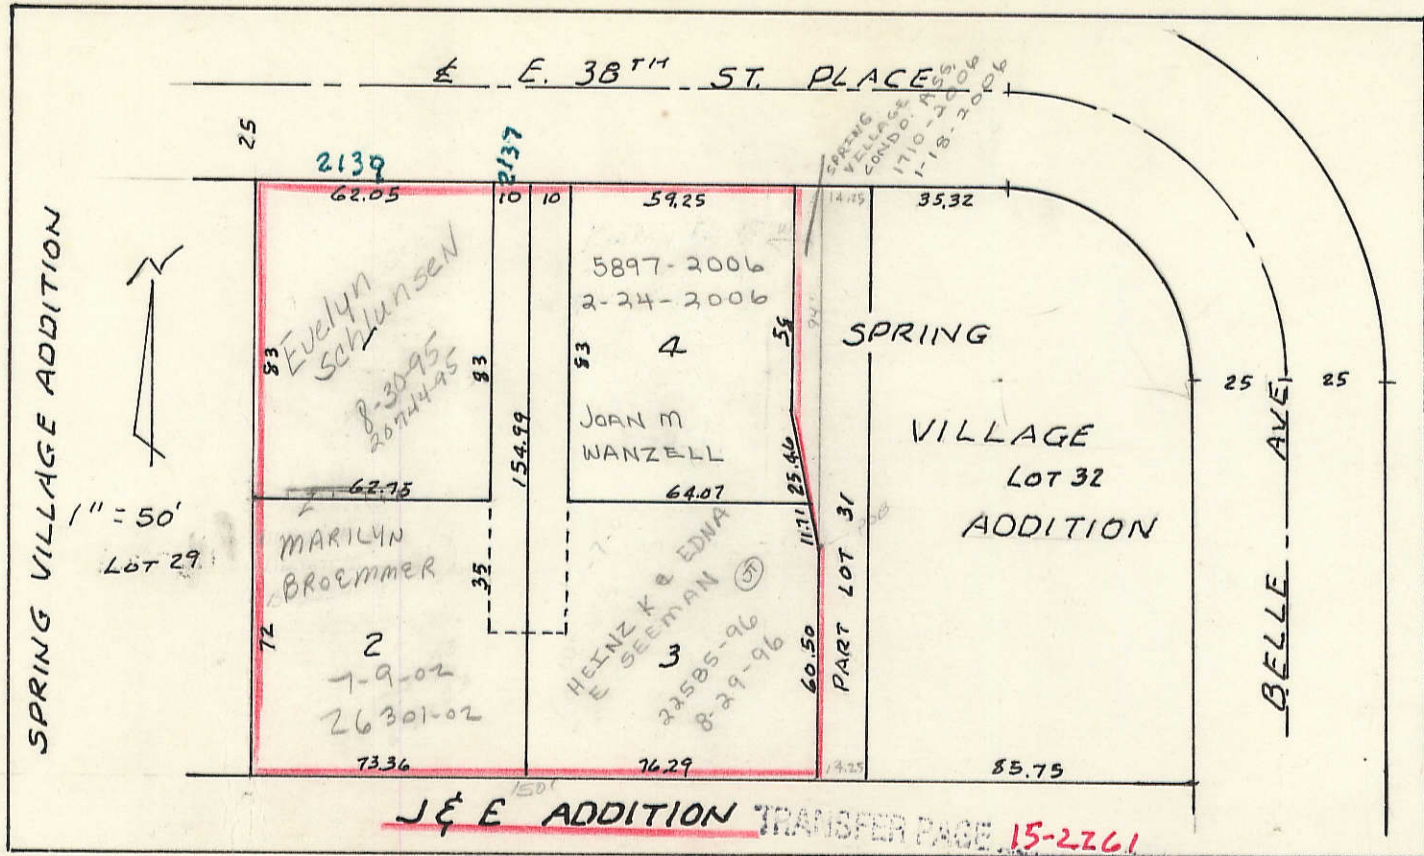 ℄ E. 38TH ST. PLACE
SPRING
VILLAGE
CONDO. ASS.
1710-2006
1-18-2006
25
2139
2137
62.05
10
10
59.25
14.25
35.32
SPRING VILLAGE ADDITION
N
1" = 50'
LOT 29
Evelyn
Schlunsen
8-30-95
20744-95
83
83
62.75
154.99
83
5897-2006
2-24-2006
4
JOAN M
WANZELL
59
94'
25.46
64.07
11.71
SPRING
VILLAGE
LOT 32
ADDITION
25
25
BELLE AVE
MARILYN
BROEMMER
35
72
2
7-9-02
26301-02
73.36
HEINZ K & EDNA
E SEEMAN
JT
3
22585-96
8-29-96
60.50
PART LOT 31
76.29
14.25
85.75
150'
J & E ADDITION
TRANSFER PAGE 15-2261